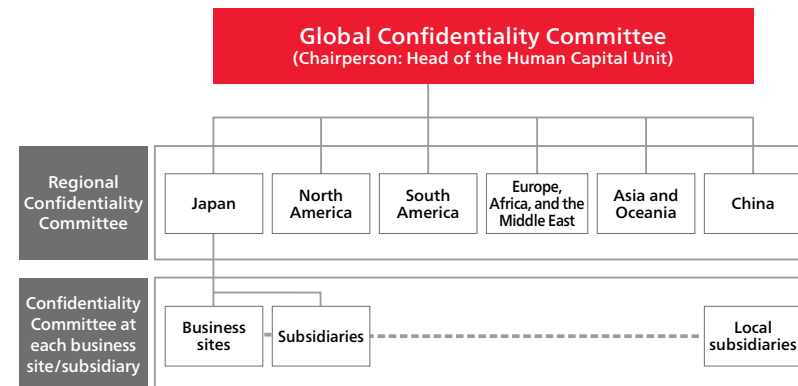 Global Confidentiality Committee
(Chairperson: Head of the Human Capital Unit)
Regional
Confidentiality
Committee
Japan
North
America
South
America
Europe,
Africa, and the
Middle East
Asia and
Oceania
China
Confidentiality
Committee at
each business
site/subsidiary
Business
sites
Subsidiaries
Local
subsidiaries